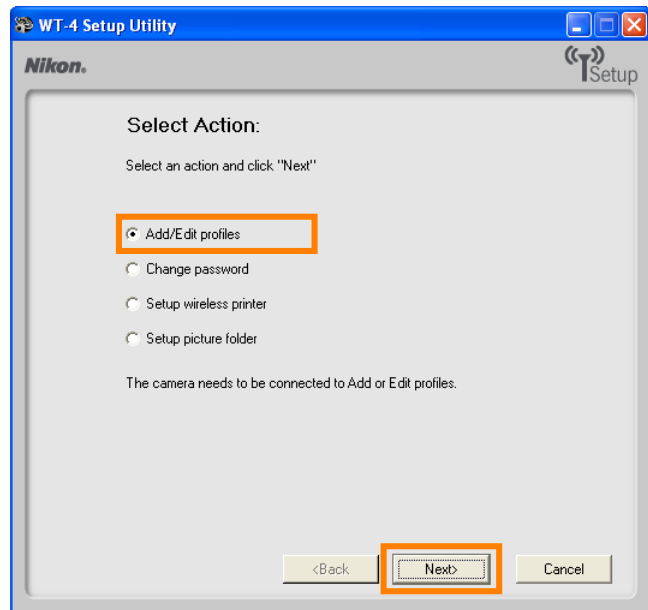 WT-4 Setup Utility
Nikon®
Setup
Select Action:
Select an action and click "Next"
Add/Edit profiles
Change password
Setup wireless printer
Setup picture folder
The camera needs to be connected to Add or Edit profiles.
<Back Next> Cancel